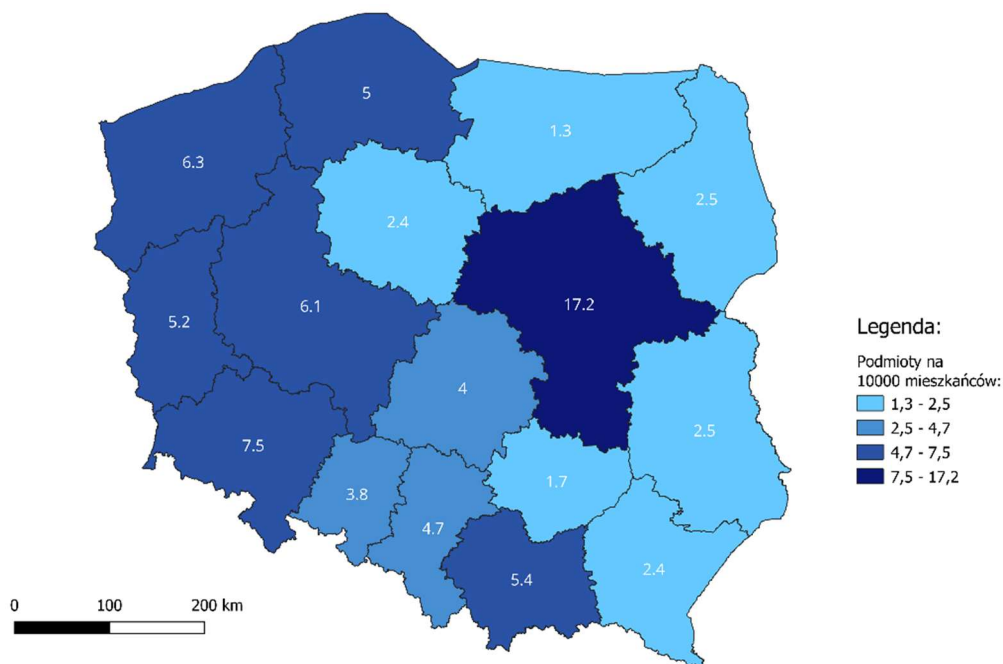 5
1.3
6.3
2.5
2.4
17.2
6.1
5.2
4
2.5
7.5
1.7
3.8
4.7
5.4
2.4
Legenda:
Podmioty na
10000 mieszkańców:
1,3 - 2,5
2,5 - 4,7
4,7 - 7,5
7,5 - 17,2
0 100 200 km